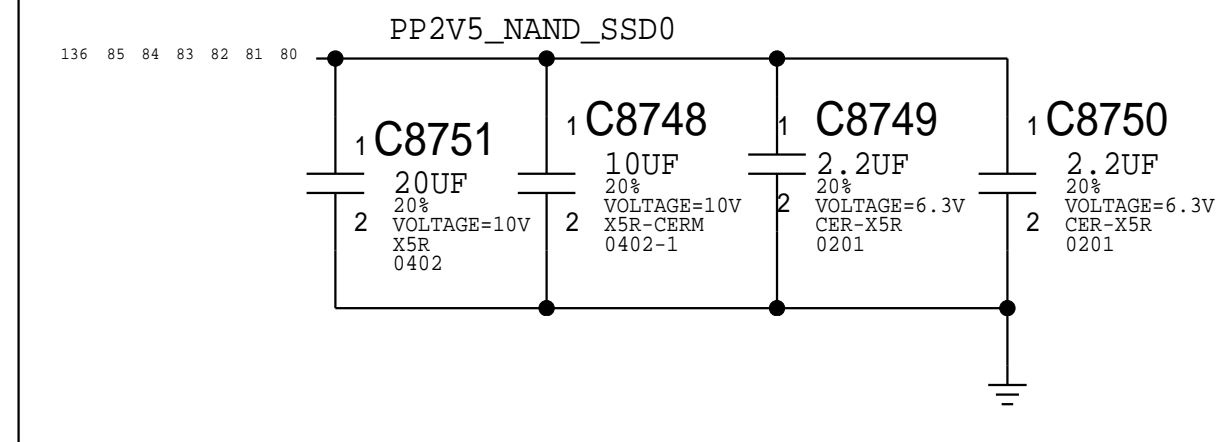 PP2V5_NAND_SSD0
136 85 84 83 82 81 80
1 C8751
20UF
20%
2 VOLTAGE=10V
X5R
0402
1 C8748
10UF
20%
VOLTAGE=10V
2 X5R-CERM
0402-1
1 C8749
2.2UF
20%
2 VOLTAGE=6.3V
CER-X5R
0201
1 C8750
2.2UF
20%
VOLTAGE=6.3V
2 CER-X5R
0201